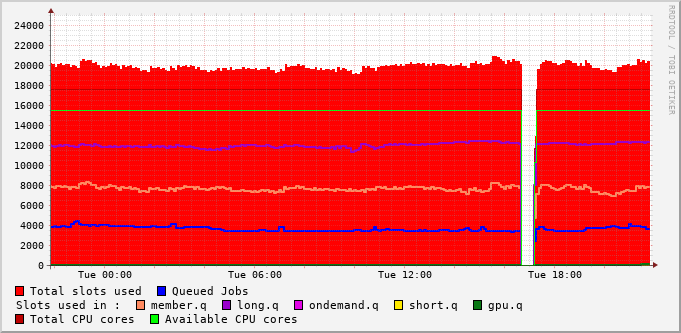 RRDTOOL / TOBI OETIKER
24000
22000
20000
18000
16000
14000
12000
10000
8000
6000
4000
2000
0
Tue 00:00 Tue 06:00 Tue 12:00 Tue 18:00
Total slots used Queued Jobs
Slots used in : member.q long.q ondemand.q short.q gpu.q
Total CPU cores Available CPU cores